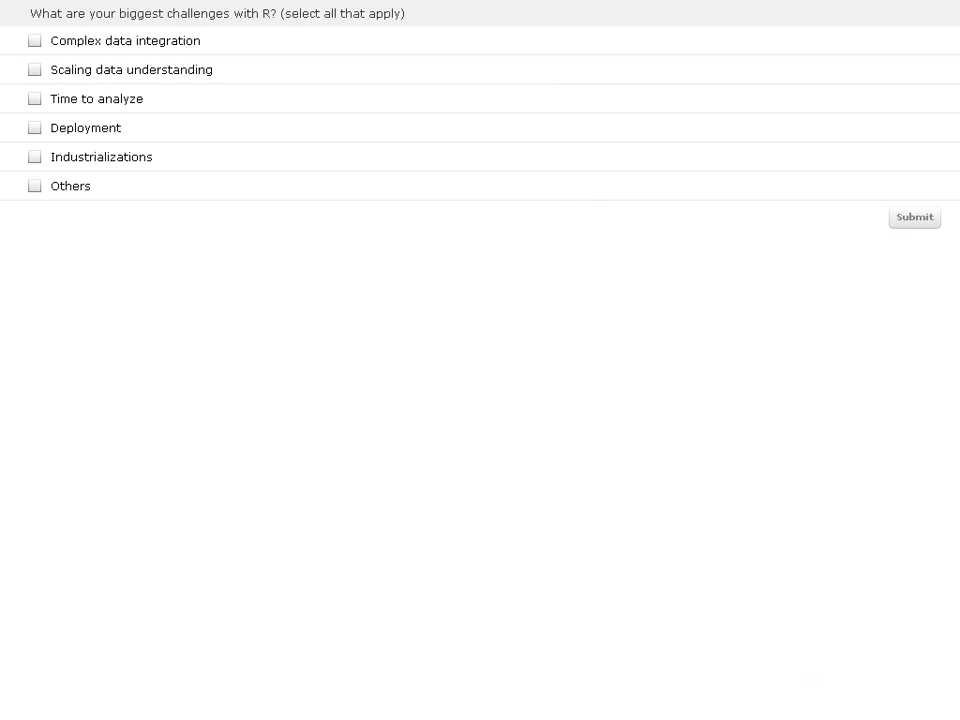 What are your biggest challenges with R? (select all that apply)
Complex data integration
Scaling data understanding
Time to analyze
Deployment
Industrializations
Others
Submit